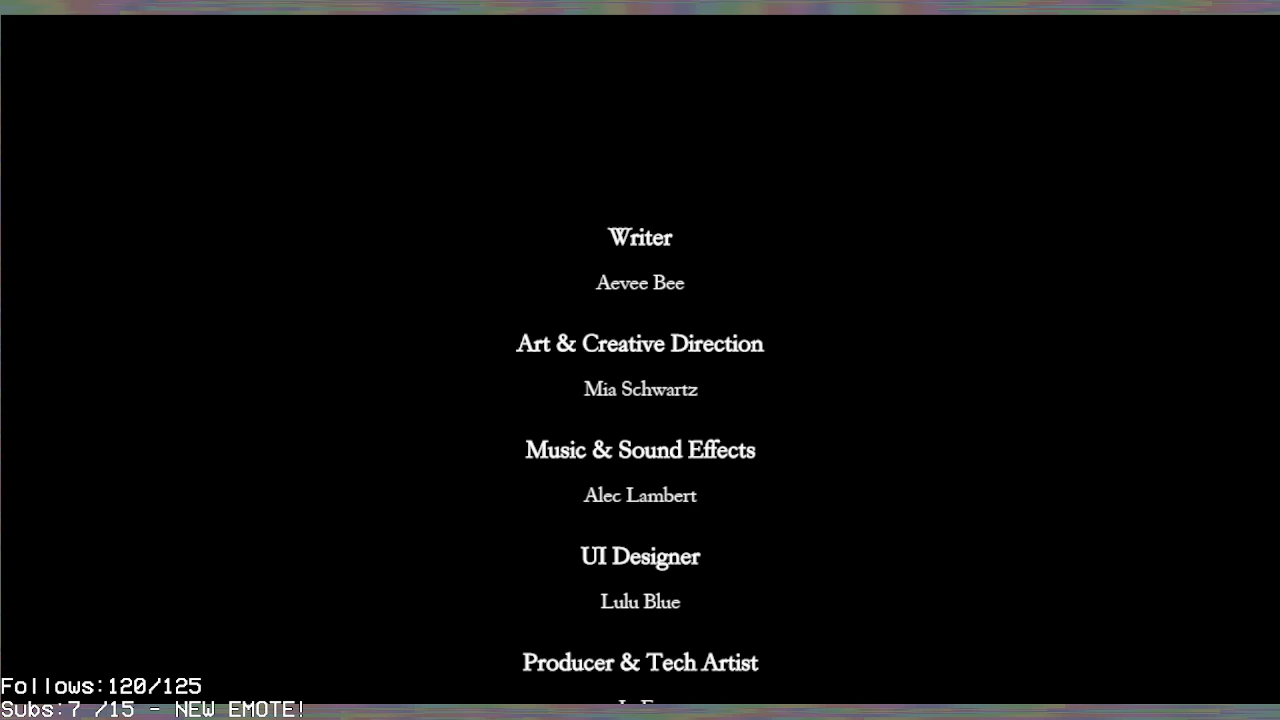 Writer
Aevee Bee
Art & Creative Direction
Mia Schwartz
Music & Sound Effects
Alec Lambert
UI Designer
Lulu Blue
Producer & Tech Artist
Follows:120/125
Subs:7 /15 - NEW EMOTE!